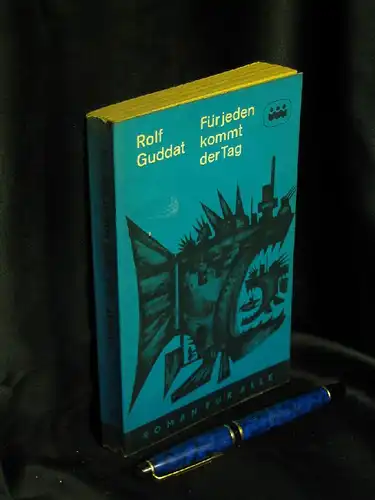 Rolf
Guddat
Für jeden
kommt
der Tag
ROMAN FÜR ALLE